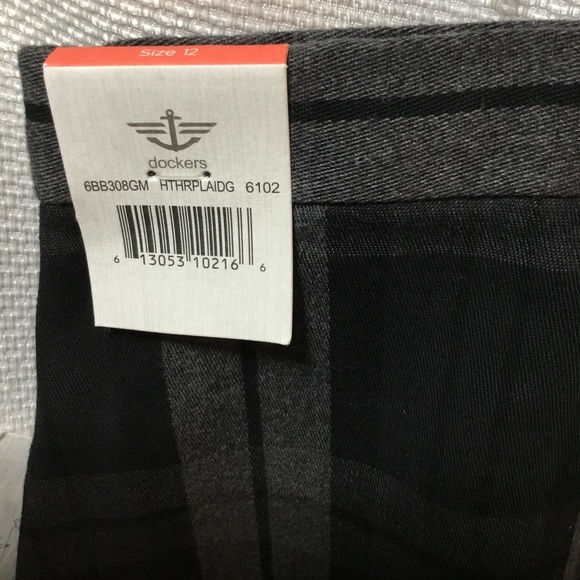 Size 12
dockers
6BB308GM HTHRPLAIDG 6102
6 13053 10216 6